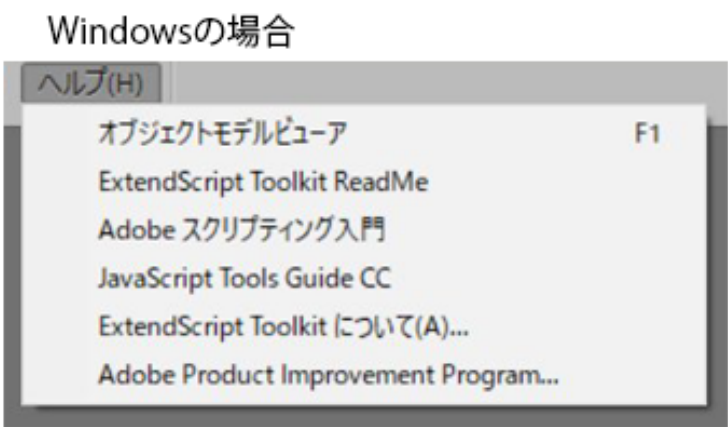 Windowsの場合
ヘルプ(H)
オブジェクトモデルビューア F1
ExtendScript Toolkit ReadMe
Adobe スクリプティング入門
JavaScript Tools Guide CC
ExtendScript Toolkit について(A)...
Adobe Product Improvement Program...